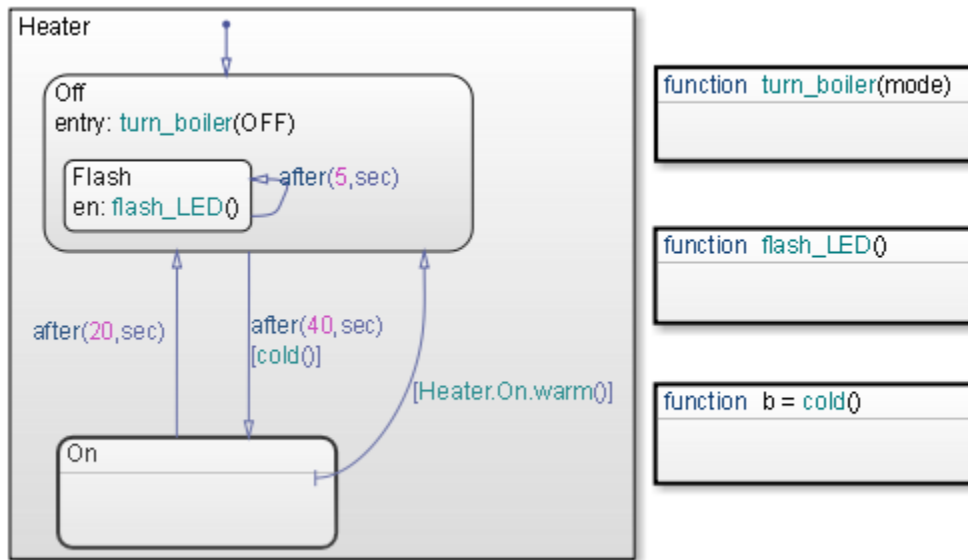 Heater
Off
entry: turn_boiler(OFF)
Flash
en: flash_LED()
after(5,sec)
after(20,sec)
after(40,sec)
[cold()]
[Heater.On.warm()]
On
function turn_boiler(mode)
function flash_LED()
function b = cold()